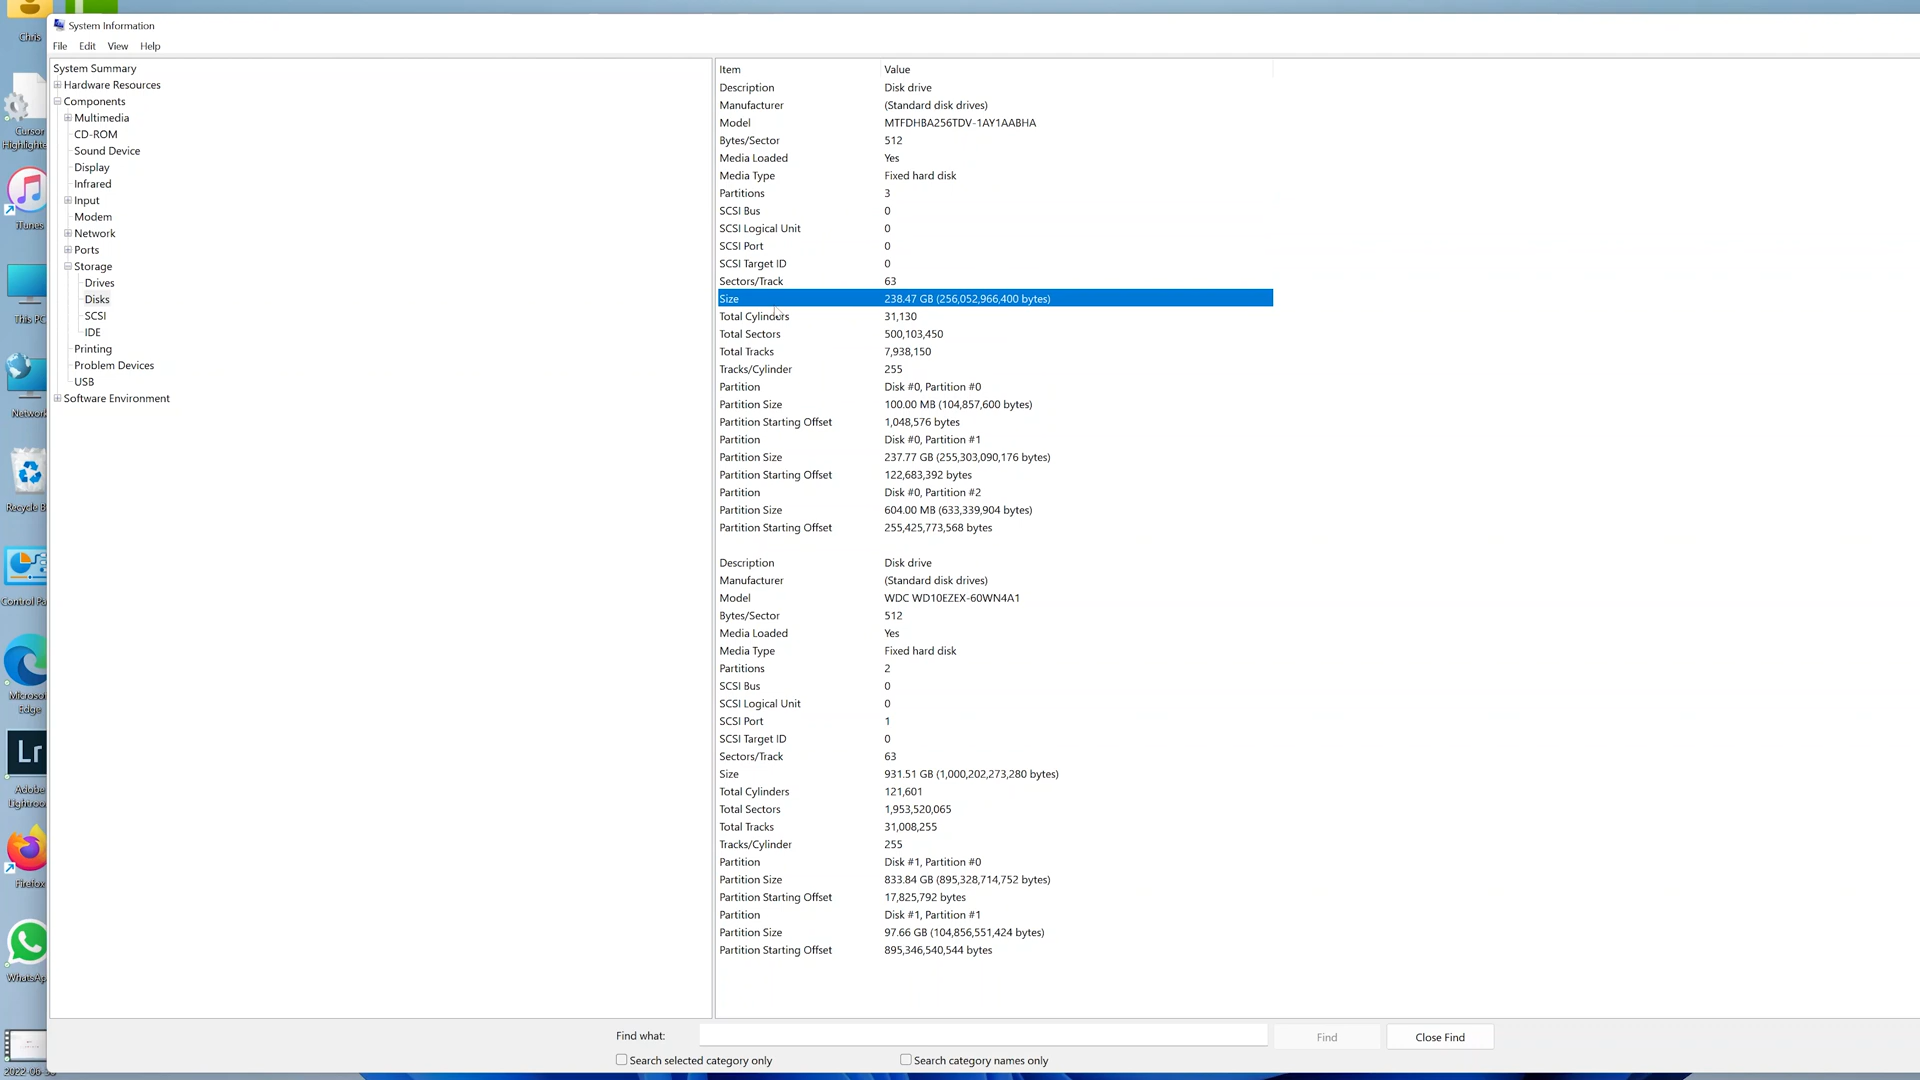 Chris
Cursor
Highlighte
iTunes
This PC
Network
Recycle B
Control Pa
Microso
Edge
Lr
Adobe
Lightroo
Firefox
WhatsAp
System Information
File Edit View Help
System Summary
Hardware Resources
Components
Multimedia
CD-ROM
Sound Device
Display
Infrared
Input
Modem
Network
Ports
Storage
Drives
Disks
SCSI
IDE
Printing
Problem Devices
USB
Software Environment
Item Value
Description Disk drive
Manufacturer (Standard disk drives)
Model MTFDHBA256TDV-1AY1AABHA
Bytes/Sector 512
Media Loaded Yes
Media Type Fixed hard disk
Partitions 3
SCSI Bus 0
SCSI Logical Unit 0
SCSI Port 0
SCSI Target ID 0
Sectors/Track 63
Size 238.47 GB (256,052,966,400 bytes)
Total Cylinders 31,130
Total Sectors 500,103,450
Total Tracks 7,938,150
Tracks/Cylinder 255
Partition Disk #0, Partition #0
Partition Size 100.00 MB (104,857,600 bytes)
Partition Starting Offset 1,048,576 bytes
Partition Disk #0, Partition #1
Partition Size 237.77 GB (255,303,090,176 bytes)
Partition Starting Offset 122,683,392 bytes
Partition Disk #0, Partition #2
Partition Size 604.00 MB (633,339,904 bytes)
Partition Starting Offset 255,425,773,568 bytes
Description Disk drive
Manufacturer (Standard disk drives)
Model WDC WD10EZEX-60WN4A1
Bytes/Sector 512
Media Loaded Yes
Media Type Fixed hard disk
Partitions 2
SCSI Bus 0
SCSI Logical Unit 0
SCSI Port 1
SCSI Target ID 0
Sectors/Track 63
Size 931.51 GB (1,000,202,273,280 bytes)
Total Cylinders 121,601
Total Sectors 1,953,520,065
Total Tracks 31,008,255
Tracks/Cylinder 255
Partition Disk #1, Partition #0
Partition Size 833.84 GB (895,328,714,752 bytes)
Partition Starting Offset 17,825,792 bytes
Partition Disk #1, Partition #1
Partition Size 97.66 GB (104,856,551,424 bytes)
Partition Starting Offset 895,346,540,544 bytes
Find what: Find Close Find
Search selected category only Search category names only